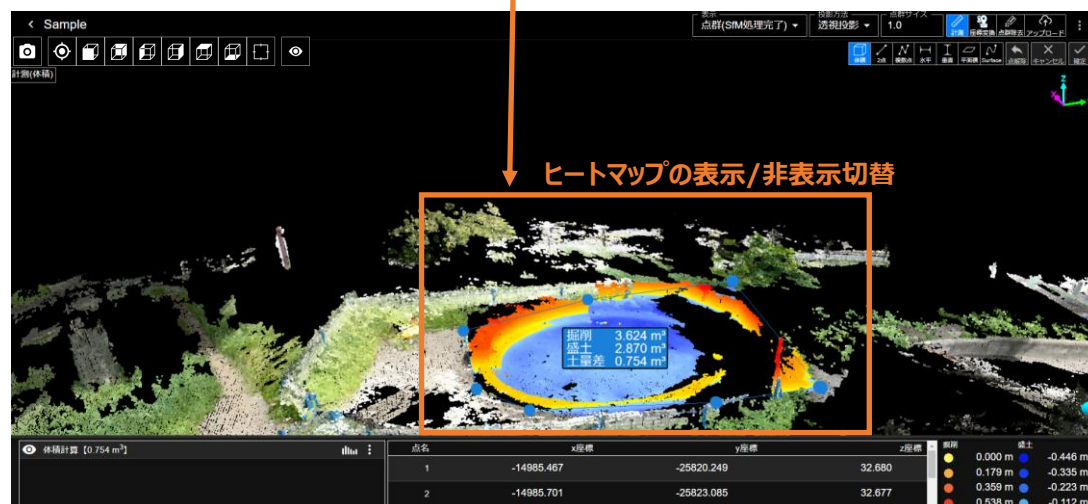 Sample
表示
点群(SfM処理完了)
投影方法
透視投影
点群サイズ
1.0
計測 座標変換 点群除去 アップロード
体積 2点 複数点 水平 垂直 平面積 Surface 点解除 キャンセル 確定
計測(体積)
z
x
ヒートマップの表示/非表示切替
掘削 3.624 m³
盛土 2.870 m³
土量差 0.754 m³
体積計算【0.754 m³】
点名 x座標 y座標 z座標
1 -14985.467 -25820.249 32.680
2 -14985.701 -25823.085 32.677
掘削 盛土
0.000 m -0.446 m
0.179 m -0.335 m
0.359 m -0.223 m
0.538 m -0.112 m